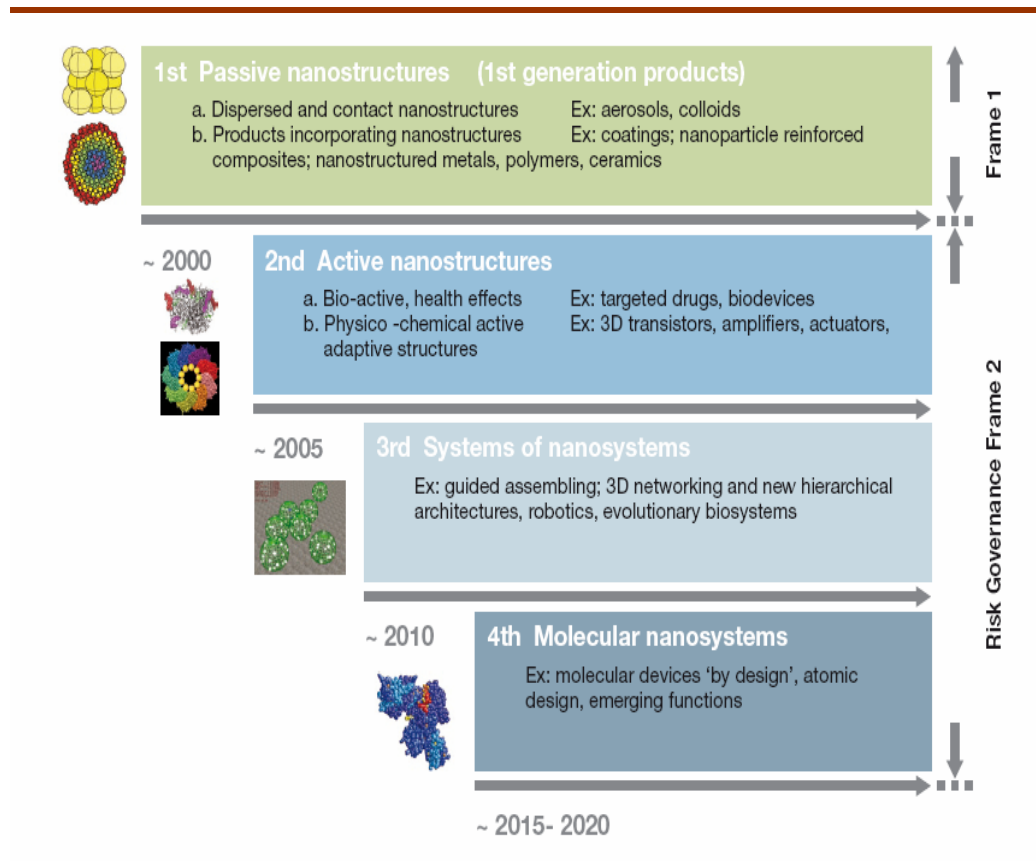 1st Passive nanostructures (1st generation products)
a. Dispersed and contact nanostructures Ex: aerosols, colloids
b. Products incorporating nanostructures Ex: coatings; nanoparticle reinforced
composites; nanostructured metals, polymers, ceramics
Frame 1
~ 2000
2nd Active nanostructures
a. Bio-active, health effects Ex: targeted drugs, biodevices
b. Physico -chemical active Ex: 3D transistors, amplifiers, actuators,
adaptive structures
~ 2005
3rd Systems of nanosystems
Ex: guided assembling; 3D networking and new hierarchical
architectures, robotics, evolutionary biosystems
~ 2010
4th Molecular nanosystems
Ex: molecular devices ‘by design’, atomic
design, emerging functions
Risk Governance Frame 2
~ 2015- 2020